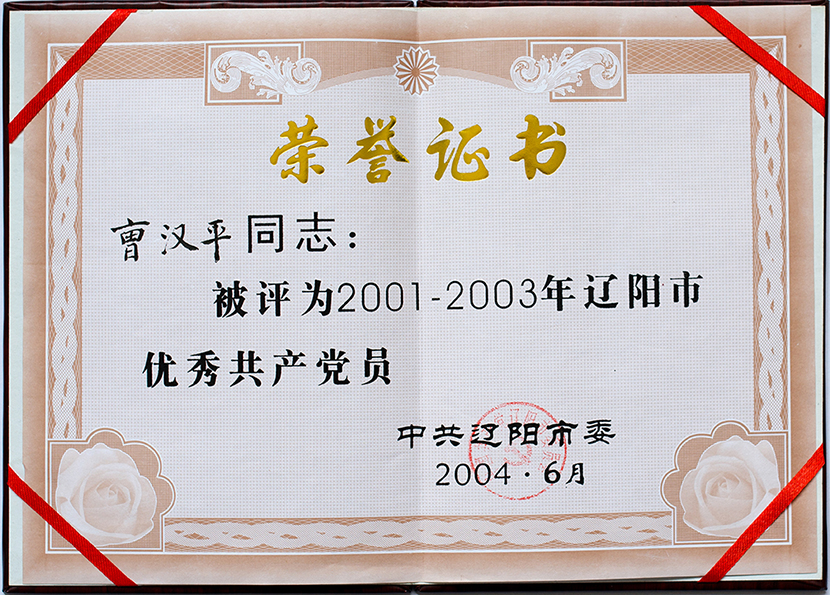 荣誉证书
曹汉平同志：
被评为2001-2003年辽阳市
优秀共产党员
中共辽阳市委
2004·6月